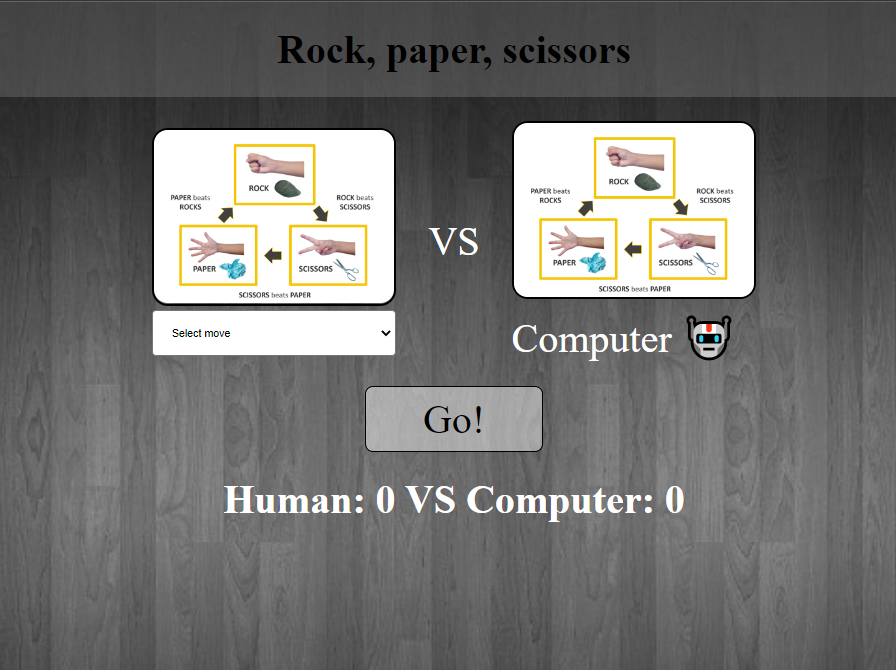 Rock, paper, scissors
ROCK
PAPER beats
ROCKS
ROCK beats
SCISSORS
PAPER
SCISSORS
SCISSORS beats PAPER
VS
ROCK
PAPER beats
ROCKS
ROCK beats
SCISSORS
PAPER
SCISSORS
SCISSORS beats PAPER
Select move
Computer
Go!
Human: 0 VS Computer: 0